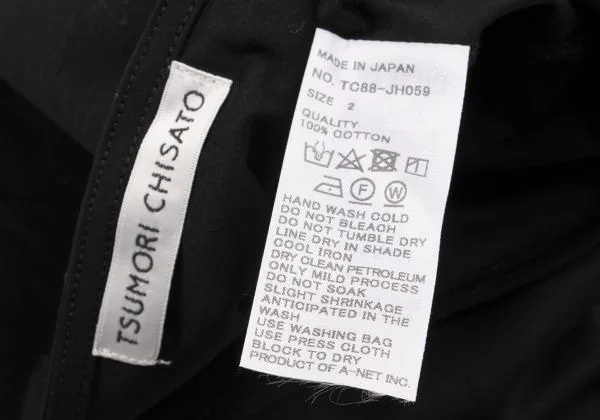 TSUMORI CHISATO
MADE IN JAPAN
NO. TC88-JH059
SIZE 2
QUALITY
100% COTTON
F W
HAND WASH COLD
DO NOT BLEACH
DO NOT TUMBLE DRY
LINE DRY IN SHADE
COOL IRON
DRY CLEAN PETROLEUM
ONLY MILD PROCESS
DO NOT SOAK
SLIGHT SHRINKAGE
ANTICIPATED IN THE
WASH
USE WASHING BAG
USE PRESS CLOTH
BLOCK TO DRY
PRODUCT OF A-NET INC.